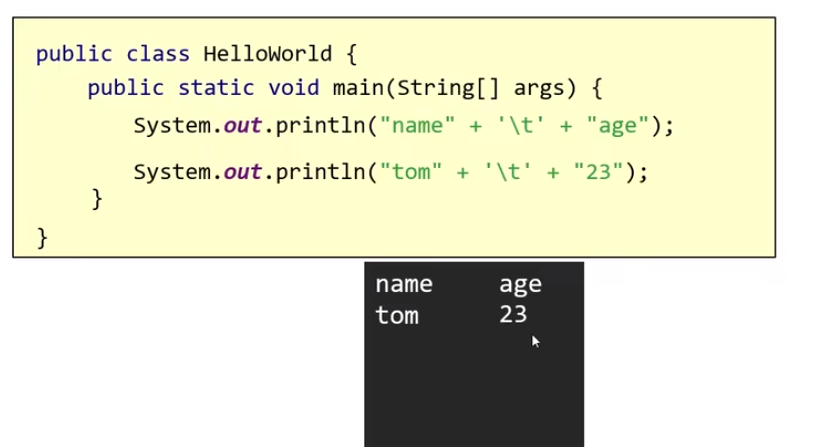 public class HelloWorld {
public static void main(String[] args) {
System.out.println("name" + '\t' + "age");
System.out.println("tom" + '\t' + "23");
}
}
name age
tom 23